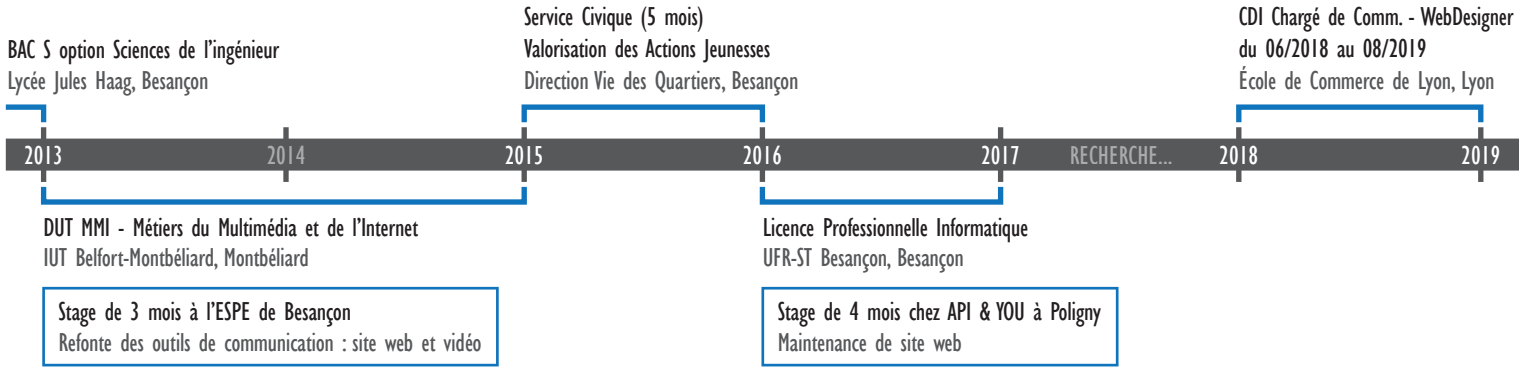 BAC S option Sciences de l'ingénieur
Lycée Jules Haag, Besançon
Service Civique (5 mois)
Valorisation des Actions Jeunesses
Direction Vie des Quartiers, Besançon
CDI Chargé de Comm. - WebDesigner
du 06/2018 au 08/2019
École de Commerce de Lyon, Lyon
2013 2014 2015 2016 2017 RECHERCHE... 2018 2019
DUT MMI - Métiers du Multimédia et de l'Internet
IUT Belfort-Montbéliard, Montbéliard
Stage de 3 mois à l'ESPE de Besançon
Refonte des outils de communication : site web et vidéo
Licence Professionnelle Informatique
UFR-ST Besançon, Besançon
Stage de 4 mois chez API & YOU à Poligny
Maintenance de site web